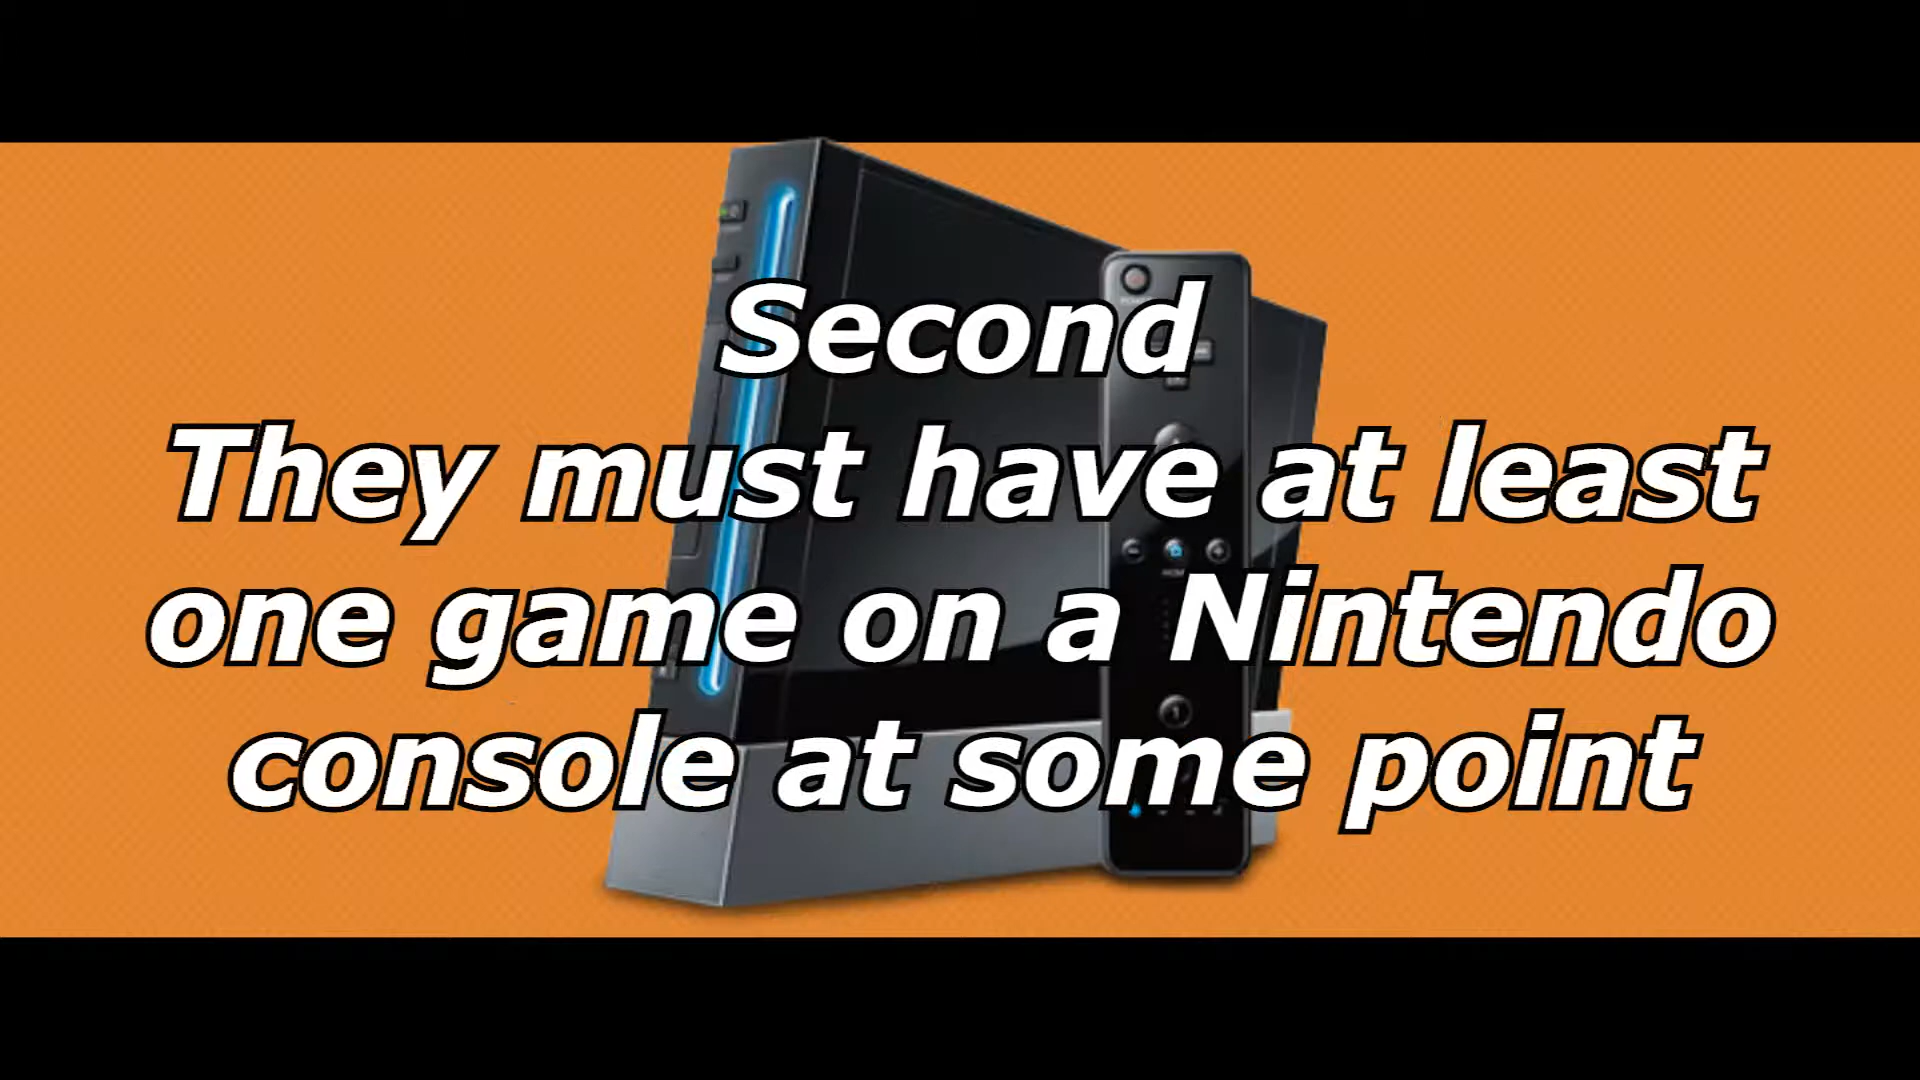 Second
They must have at least
one game on a Nintendo
console at some point